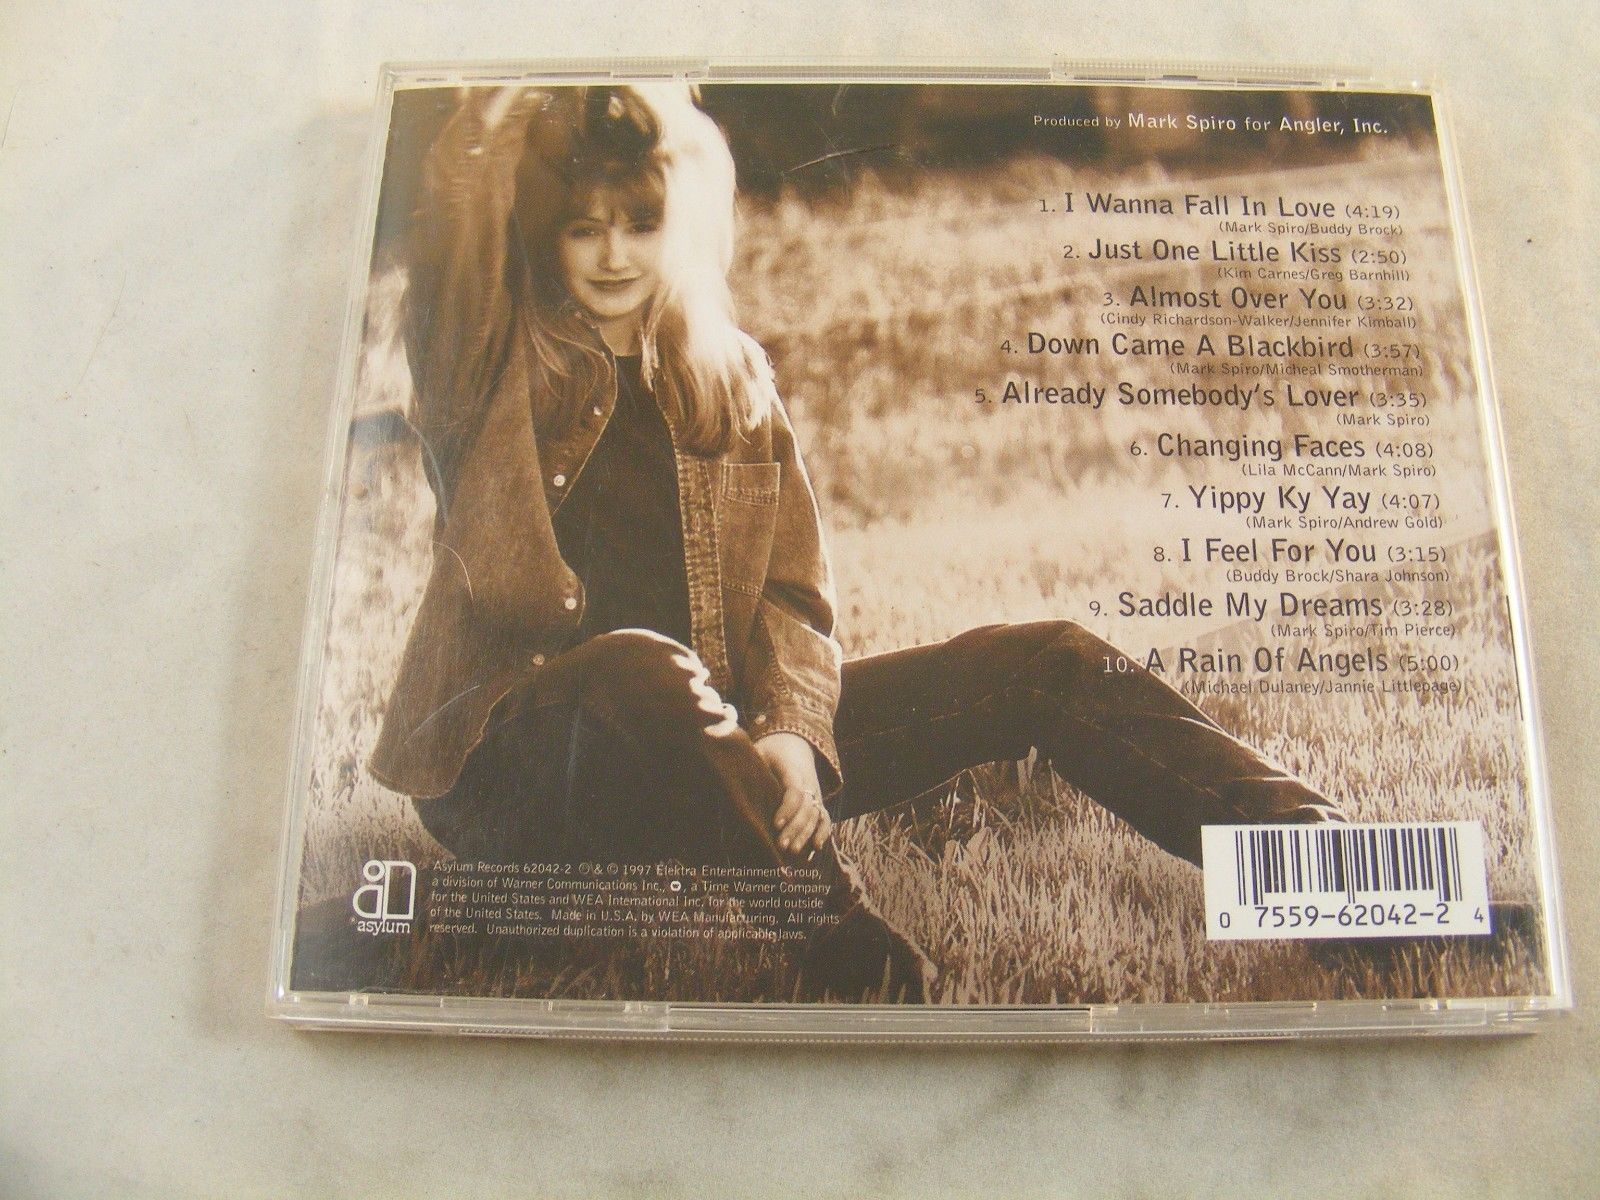 Produced by Mark Spiro for Angler, Inc.
1. I Wanna Fall In Love (4:19)
(Mark Spiro/Buddy Brock)
2. Just One Little Kiss (2:50)
(Kim Carnes/Greg Barnhill)
3. Almost Over You (3:32)
(Cindy Richardson-Walker/Jennifer Kimball)
4. Down Came A Blackbird (3:57)
(Mark Spiro/Micheal Smotherman)
5. Already Somebody's Lover (3:35)
(Mark Spiro)
6. Changing Faces (4:08)
(Lila McCann/Mark Spiro)
7. Yippy Ky Yay (4:07)
(Mark Spiro/Andrew Gold)
8. I Feel For You (3:15)
(Buddy Brock/Shara Johnson)
9. Saddle My Dreams (3:28)
(Mark Spiro/Tim Pierce)
10. A Rain Of Angels (5:00)
(Michael Dulaney/Jannie Littlepage)
asylum
Asylum Records 62042-2 ℗ & © 1997 Elektra Entertainment Group,
a division of Warner Communications Inc., a Time Warner Company
for the United States and WEA International Inc. for the world outside
of the United States. Made in U.S.A. by WEA Manufacturing. All rights
reserved. Unauthorized duplication is a violation of applicable laws.
0 7559-62042-2 4